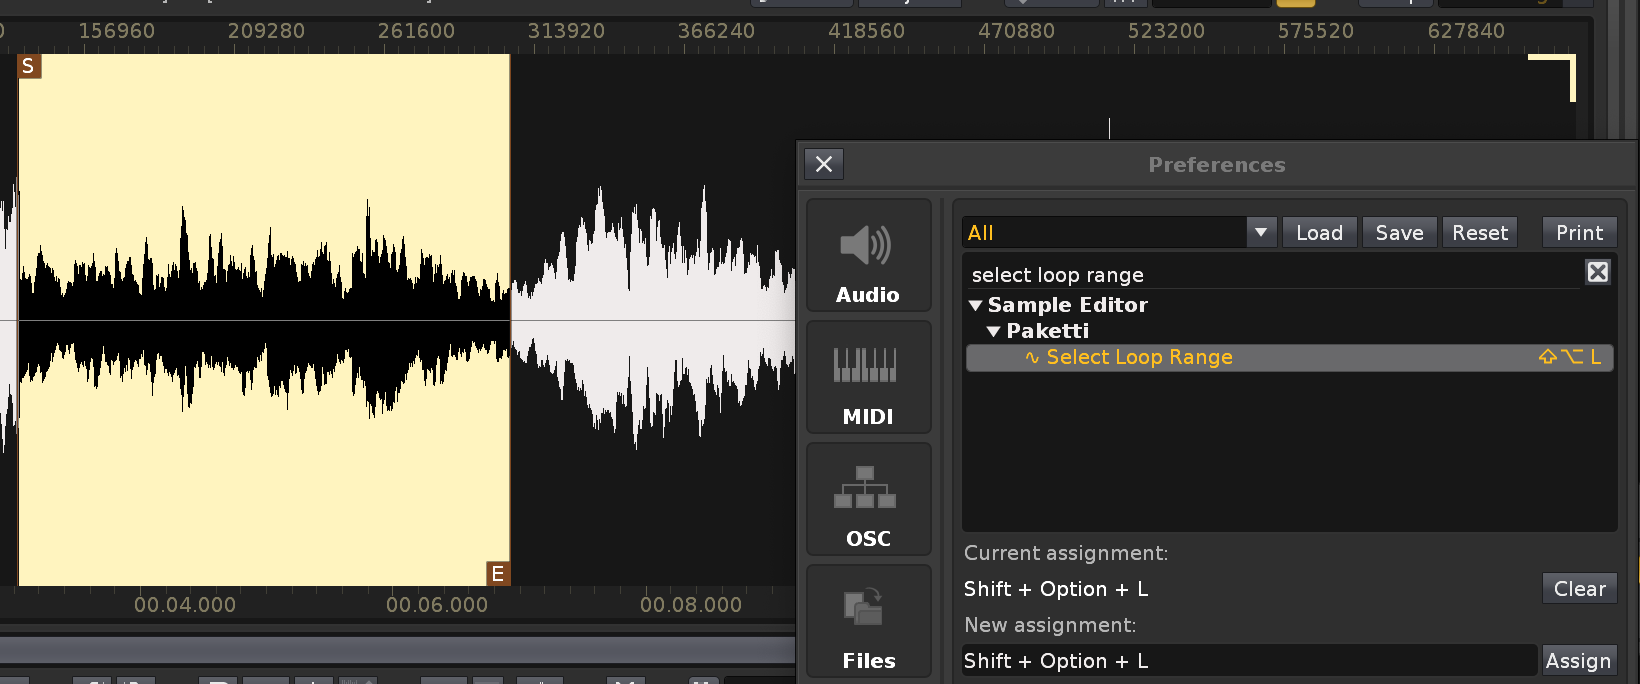 156960 209280 261600 313920 366240 418560 470880 523200 575520 627840
S
Preferences
All Load Save Reset Print
select loop range
Sample Editor
Paketti
∿ Select Loop Range ⇧⌥ L
Audio
MIDI
OSC
Files
Current assignment:
Shift + Option + L Clear
New assignment:
Shift + Option + L Assign
E
00.04.000 00.06.000 00.08.000